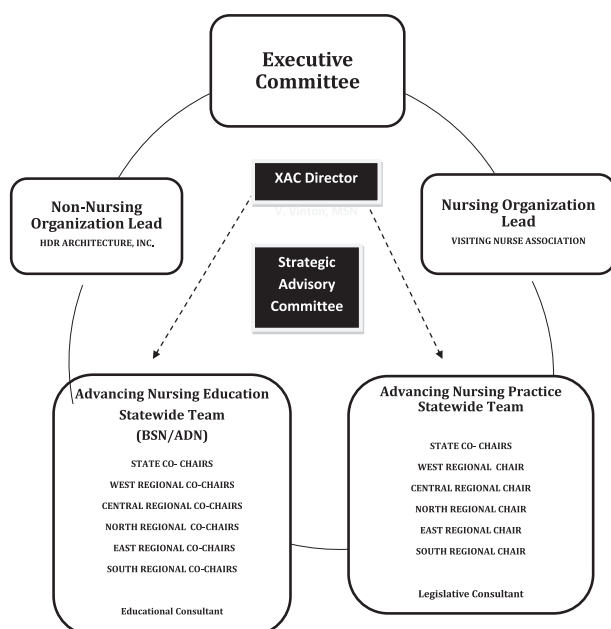 Executive
Committee
XAC Director
V. Vinton, MSN
Non-Nursing
Organization Lead
HDR ARCHITECTURE, INC.
Nursing Organization
Lead
VISITING NURSE ASSOCIATION
Strategic
Advisory
Committee
Advancing Nursing Education
Statewide Team
(BSN/ADN)
STATE CO- CHAIRS
WEST REGIONAL CO-CHAIRS
CENTRAL REGIONAL CO-CHAIRS
NORTH REGIONAL CO-CHAIRS
EAST REGIONAL CO-CHAIRS
SOUTH REGIONAL CO-CHAIRS
Educational Consultant
Advancing Nursing Practice
Statewide Team
STATE CO- CHAIRS
WEST REGIONAL CHAIR
CENTRAL REGIONAL CHAIR
NORTH REGIONAL CHAIR
EAST REGIONAL CHAIR
SOUTH REGIONAL CHAIR
Legislative Consultant